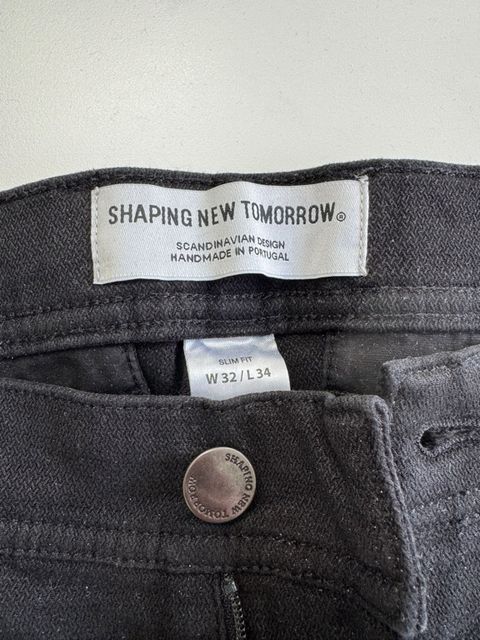 SHAPING NEW TOMORROW®
SCANDINAVIAN DESIGN
HANDMADE IN PORTUGAL
SLIM FIT
W 32 / L 34
SHAPING NEW TOMORROW